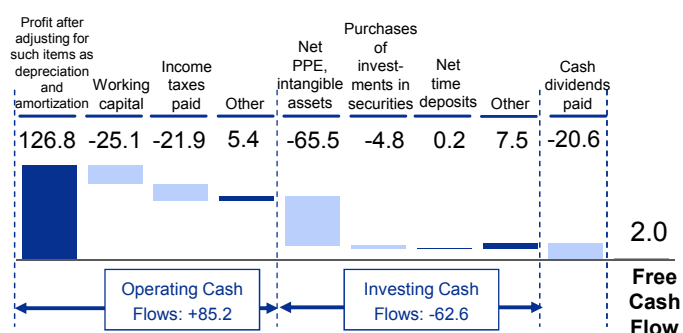 Profit after
adjusting for
such items as
depreciation
and
amortization
Working
capital
Income
taxes
paid
Other
Net
PPE,
intangible
assets
Purchases
of
invest-
ments in
securities
Net
time
deposits
Other
Cash
dividends
paid
126.8 -25.1 -21.9 5.4 -65.5 -4.8 0.2 7.5 -20.6
2.0
Operating Cash
Flows: +85.2
Investing Cash
Flows: -62.6
Free
Cash
Flow